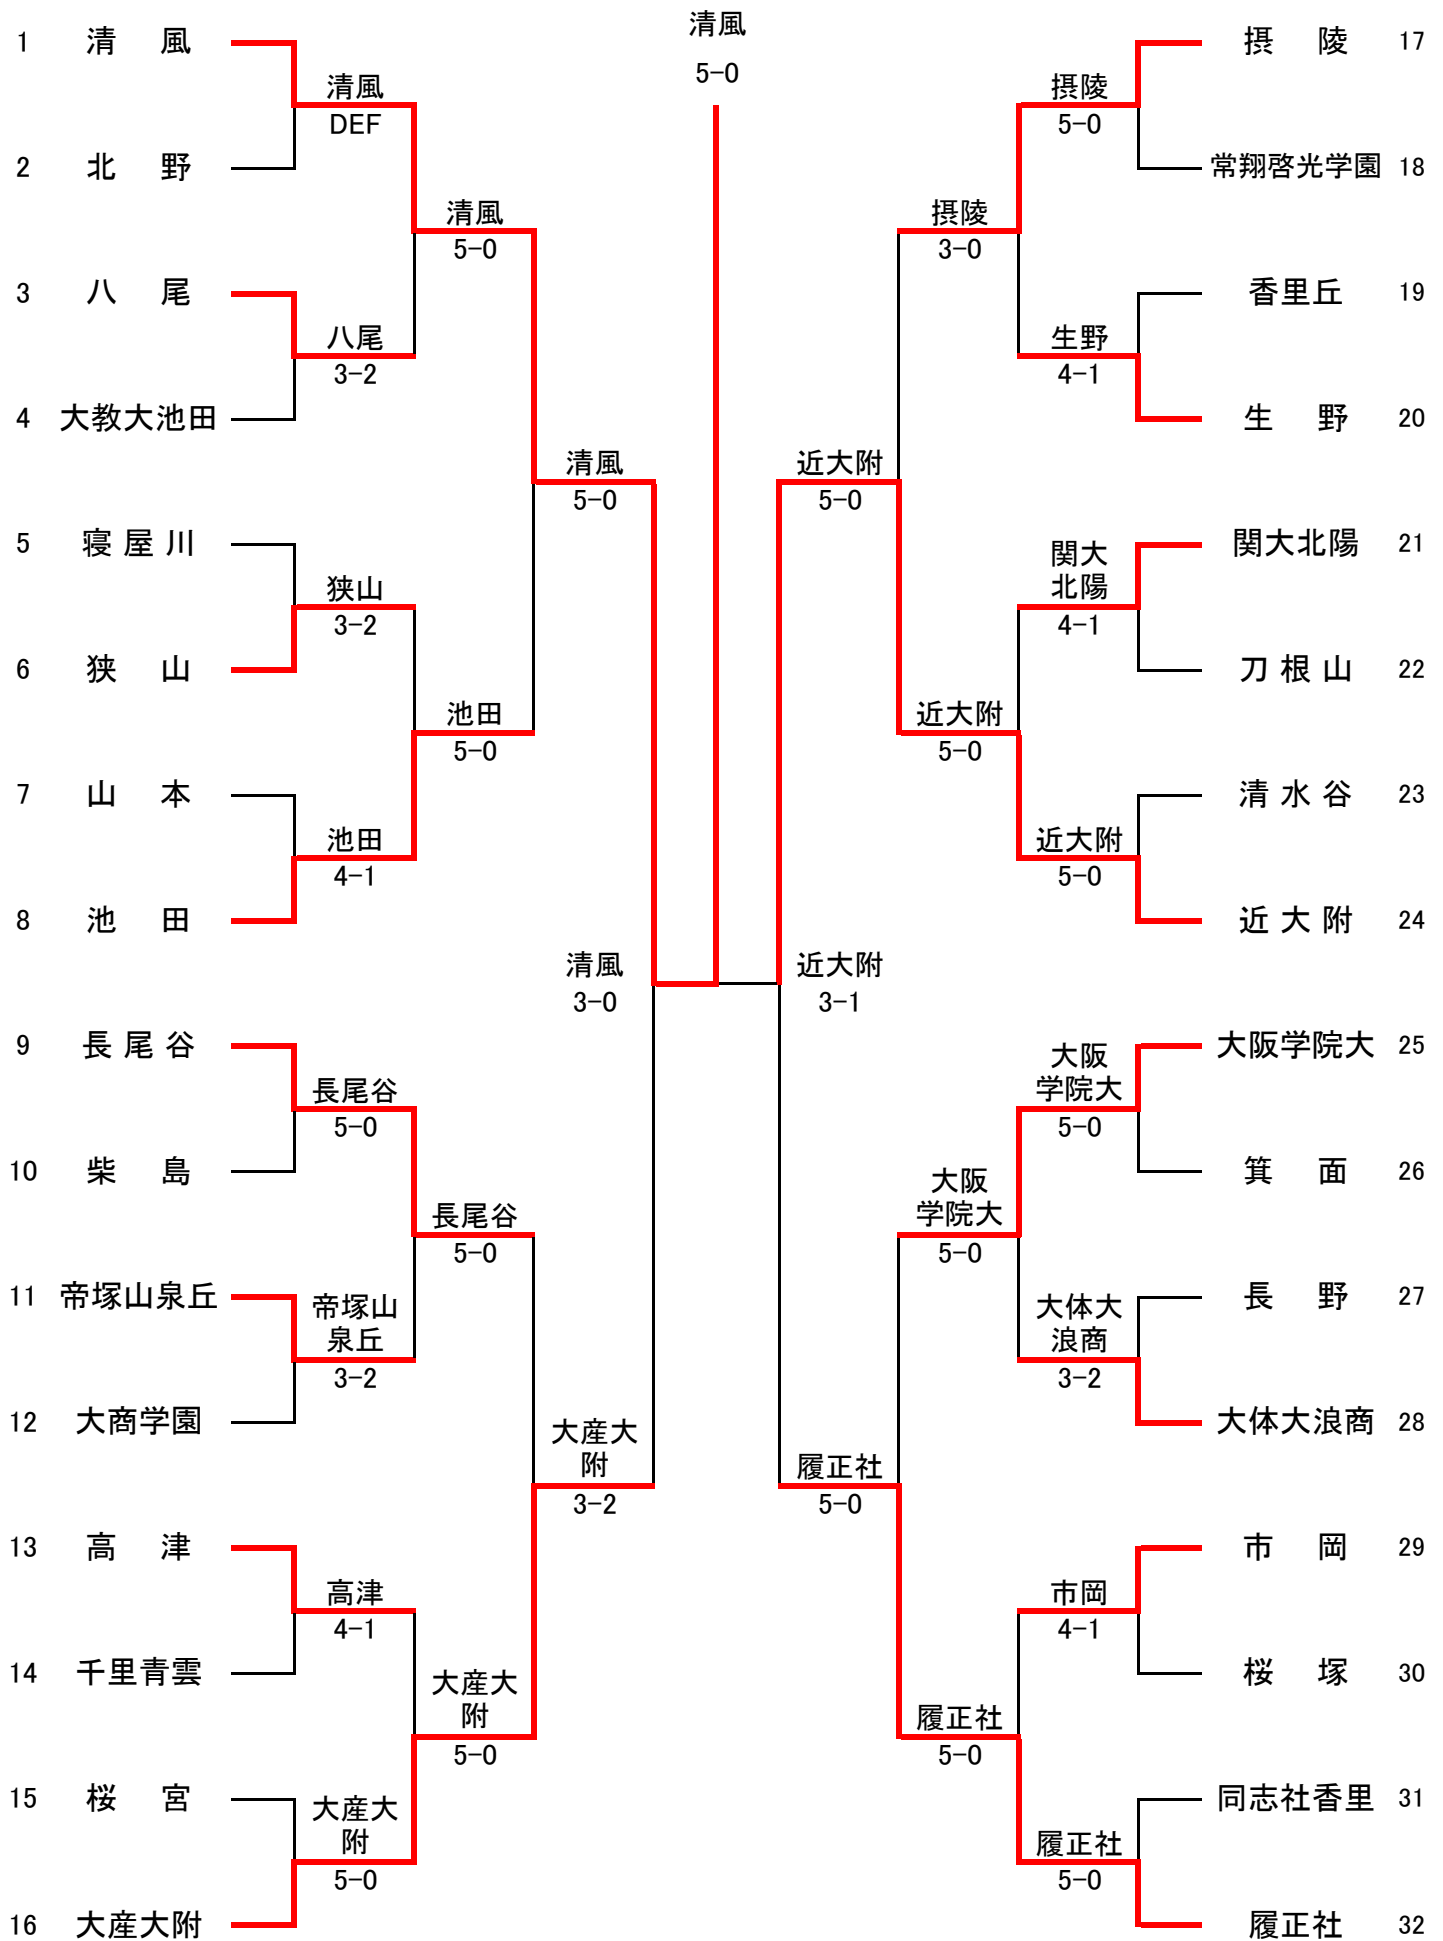 清風
5-0
1 清 風
清風
DEF
2 北 野
清風
5-0
3 八 尾
八尾
3-2
4 大教大池田
清風
5-0
5 寝 屋 川
狭山
3-2
6 狭 山
池田
5-0
7 山 本
池田
4-1
8 池 田
清風
3-0
9 長 尾 谷
長尾谷
5-0
10 柴 島
長尾谷
5-0
11 帝塚山泉丘
帝塚山
泉丘
3-2
12 大商学園
大産大
附
3-2
13 高 津
高津
4-1
14 千里青雲
大産大
附
5-0
15 桜 宮
大産大
附
5-0
16 大産大附
摂 陵 17
摂陵
5-0
常翔啓光学園 18
摂陵
3-0
香里丘 19
生野
4-1
生 野 20
近大附
5-0
関大北陽 21
関大
北陽
4-1
刀 根 山 22
近大附
5-0
清 水 谷 23
近大附
5-0
近 大 附 24
近大附
3-1
大阪学院大 25
大阪
学院大
5-0
箕 面 26
大阪
学院大
5-0
長 野 27
大体大
浪商
3-2
大体大浪商 28
履正社
5-0
市 岡 29
市岡
4-1
桜 塚 30
履正社
5-0
同志社香里 31
履正社
5-0
履正社 32